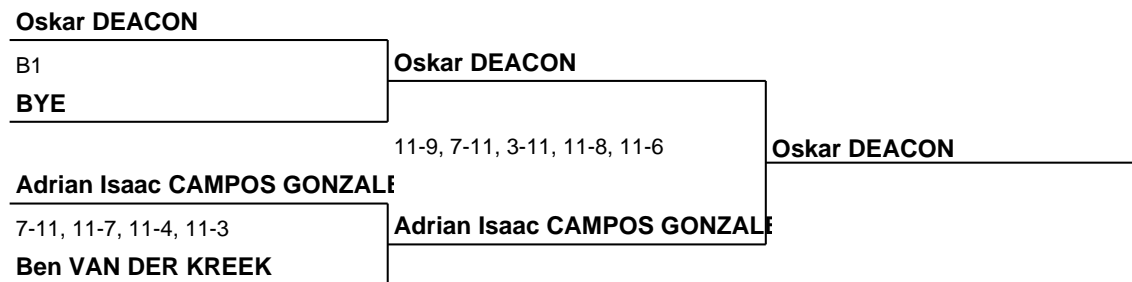 Oskar DEACON
B1
BYE
Oskar DEACON
11-9, 7-11, 3-11, 11-8, 11-6
Oskar DEACON
Adrian Isaac CAMPOS GONZALE
7-11, 11-7, 11-4, 11-3
Ben VAN DER KREEK
Adrian Isaac CAMPOS GONZALE